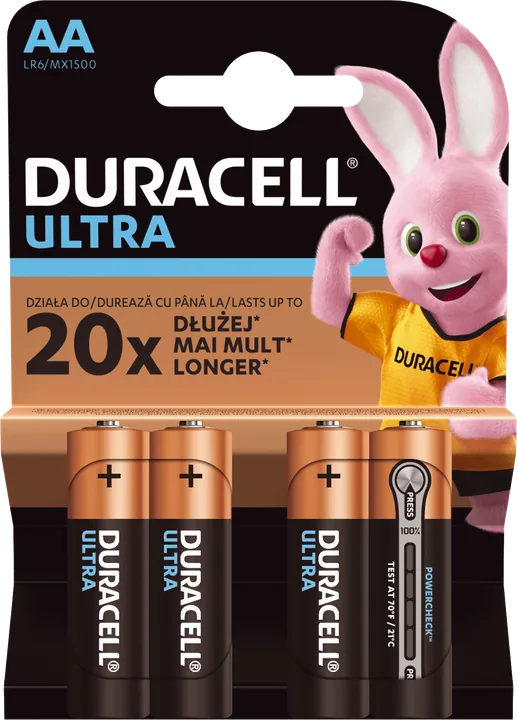 AA
LR6/MX1500
DURACELL®
ULTRA
DZIAŁA DO/DUREAZĂ CU PÂNĂ LA/LASTS UP TO
20x
DŁUŻEJ*
MAI MULT*
LONGER*
DURACELL
+
DURACELL®
ULTRA
+
DURACELL®
ULTRA
+
DURACELL®
ULTRA
PRESS
100%
POWERCHECK™
TEST AT 70°F / 21°C